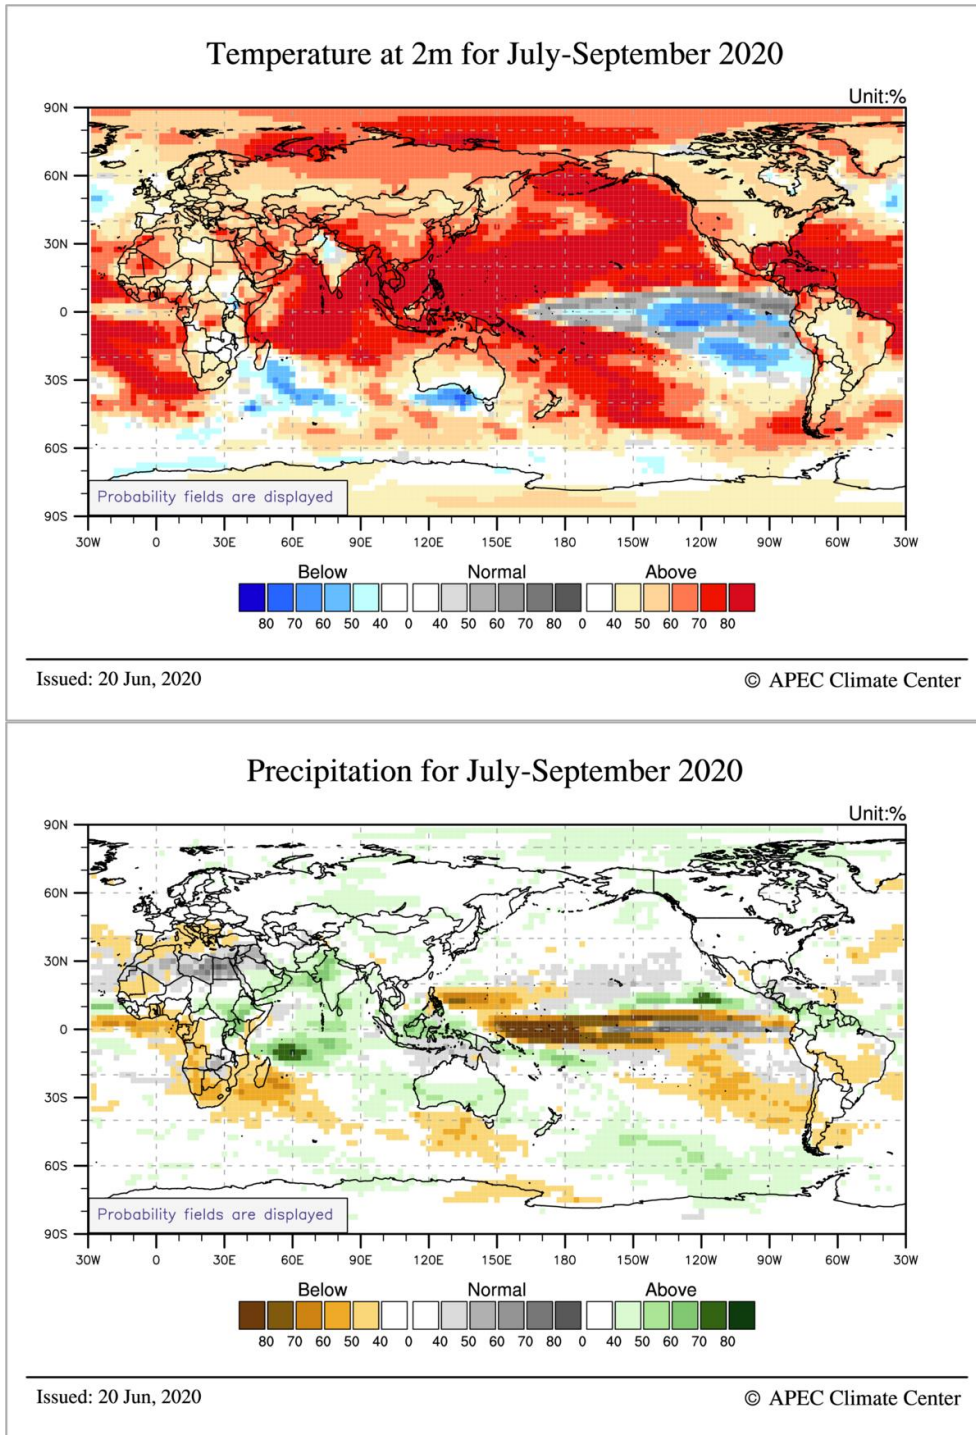 Temperature at 2m for July-September 2020
Unit:%
90N
60N
30N
0
30S
60S
90S
Probability fields are displayed
30W 0 30E 60E 90E 120E 150E 180 150W 120W 90W 60W 30W
Below Normal Above
80 70 60 50 40 0 40 50 60 70 80 0 40 50 60 70 80
Issued: 20 Jun, 2020 © APEC Climate Center
Precipitation for July-September 2020
Unit:%
90N
60N
30N
0
30S
60S
90S
Probability fields are displayed
30W 0 30E 60E 90E 120E 150E 180 150W 120W 90W 60W 30W
Below Normal Above
80 70 60 50 40 0 40 50 60 70 80 0 40 50 60 70 80
Issued: 20 Jun, 2020 © APEC Climate Center